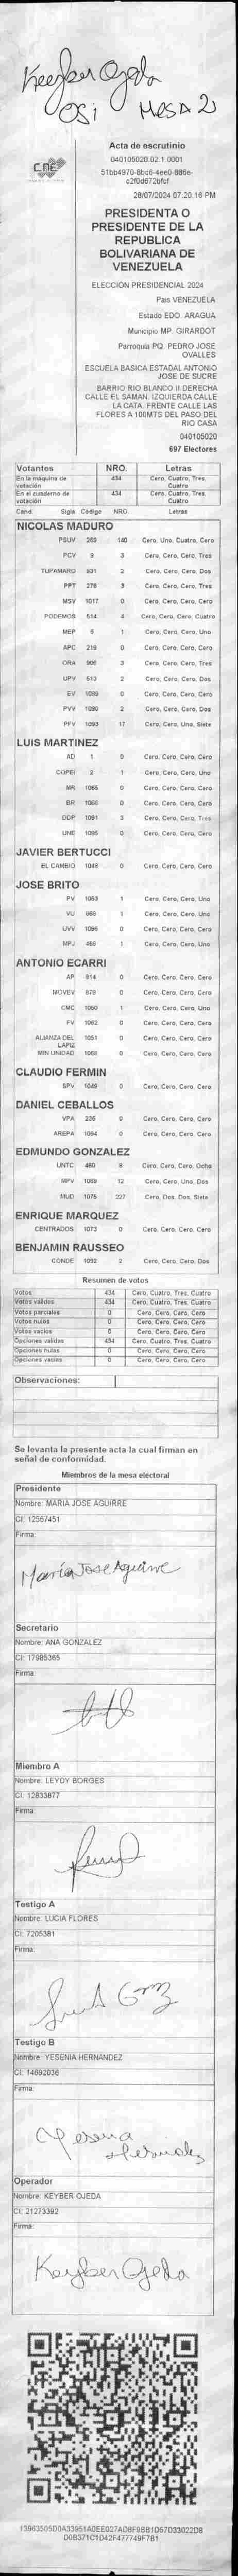 Keyber Ojeda
OSi Mesa 2
CNE
Acta de escrutinio
040105020.02.1.0001
28/07/2024 07:20:16 PM
PRESIDENTA O
PRESIDENTE DE LA
REPUBLICA
BOLIVARIANA DE
VENEZUELA
ELECCIÓN PRESIDENCIAL 2024
Pais VENEZUELA
Estado EDO. ARAGUA
Municipio MP. GIRARDOT
Parroquia PQ. PEDRO JOSE
OVALLES
ESCUELA BASICA ESTADAL ANTONIO
JOSE DE SUCRE
BARRIO RIO BLANCO II DERECHA
CALLE EL SAMAN. IZQUIERDA CALLE
LA CATA. FRENTE CALLE LAS
FLORES A 100MTS DEL PASO DEL
RIO CASA
040105020
697 Electores
Votantes NRO. Letras
En la máquina de votación 434 Cero, Cuatro, Tres, Cuatro
En el cuaderno de votación 434 Cero, Cuatro, Tres, Cuatro
Cand. Sigla Código NRO. Letras
NICOLAS MADURO
PSUV 140 Cero, Uno, Cuatro, Cero
PCV 9 3 Cero, Cero, Cero, Tres
TUPAMARO 2 Cero, Cero, Cero, Dos
PPT 3 Cero, Cero, Cero, Tres
MSV 1017 0 Cero, Cero, Cero, Cero
PODEMOS 514 4 Cero, Cero, Cero, Cuatro
MEP 6 1 Cero, Cero, Cero, Uno
APC 219 0 Cero, Cero, Cero, Cero
ORA 906 3 Cero, Cero, Cero, Tres
UPV 513 2 Cero, Cero, Cero, Dos
EV 0 Cero, Cero, Cero, Cero
PVV 1090 2 Cero, Cero, Cero, Dos
PFV 1093 17 Cero, Cero, Uno, Siete
LUIS MARTINEZ
AD 1 0 Cero, Cero, Cero, Cero
COPEI 2 1 Cero, Cero, Cero, Uno
MR 1065 0 Cero, Cero, Cero, Cero
BR 1066 0 Cero, Cero, Cero, Cero
DDP 1091 3 Cero, Cero, Cero, Tres
UNE 1095 0 Cero, Cero, Cero, Cero
JAVIER BERTUCCI
EL CAMBIO 1048 0 Cero, Cero, Cero, Cero
JOSE BRITO
PV 1053 1 Cero, Cero, Cero, Uno
VU 968 1 Cero, Cero, Cero, Uno
UVV 1096 0 Cero, Cero, Cero, Cero
MPJ 458 1 Cero, Cero, Cero, Uno
ANTONIO ECARRI
AP 914 0 Cero, Cero, Cero, Cero
MOVEV 0 Cero, Cero, Cero, Cero
CMC 1060 1 Cero, Cero, Cero, Uno
FV 1062 0 Cero, Cero, Cero, Cero
ALIANZA DEL LAPIZ 1051 0 Cero, Cero, Cero, Cero
MIN UNIDAD 1068 0 Cero, Cero, Cero, Cero
CLAUDIO FERMIN
SPV 1049 0 Cero, Cero, Cero, Cero
DANIEL CEBALLOS
VPA 0 Cero, Cero, Cero, Cero
AREPA 1094 0 Cero, Cero, Cero, Cero
EDMUNDO GONZALEZ
UNTC 460 8 Cero, Cero, Cero, Ocho
MPV 1089 12 Cero, Cero, Uno, Dos
MUD 1075 227 Cero, Dos, Dos, Siete
ENRIQUE MARQUEZ
CENTRADOS 1073 0 Cero, Cero, Cero, Cero
BENJAMIN RAUSSEO
CONDE 1092 2 Cero, Cero, Cero, Dos
Resumen de votos
Votos 434 Cero, Cuatro, Tres, Cuatro
Votos validos 434 Cero, Cuatro, Tres, Cuatro
Votos parciales 0 Cero, Cero, Cero, Cero
Votos nulos 0 Cero, Cero, Cero, Cero
Votos vacios 0 Cero, Cero, Cero, Cero
Opciones validas 434 Cero, Cuatro, Tres, Cuatro
Opciones nulas 0 Cero, Cero, Cero, Cero
Opciones vacias 0 Cero, Cero, Cero, Cero
Observaciones:
Se levanta la presente acta la cual firman en
señal de conformidad.
Miembros de la mesa electoral
Presidente
Nombre: MARIA JOSE AGUIRRE
CI: 12567451
Firma:
María Jose Aguirre
Secretario
Nombre: ANA GONZALEZ
CI: 17985365
Firma:
Miembro A
Nombre: LEYDY BORGES
CI: 12833877
Firma:
Testigo A
Nombre: LUCIA FLORES
CI: 7205381
Firma:
Testigo B
Nombre: YESENIA HERNANDEZ
CI: 14692036
Firma:
Yesenia
Hernandez
Operador
Nombre: KEYBER OJEDA
CI: 21273392
Firma:
Keyber Ojeda